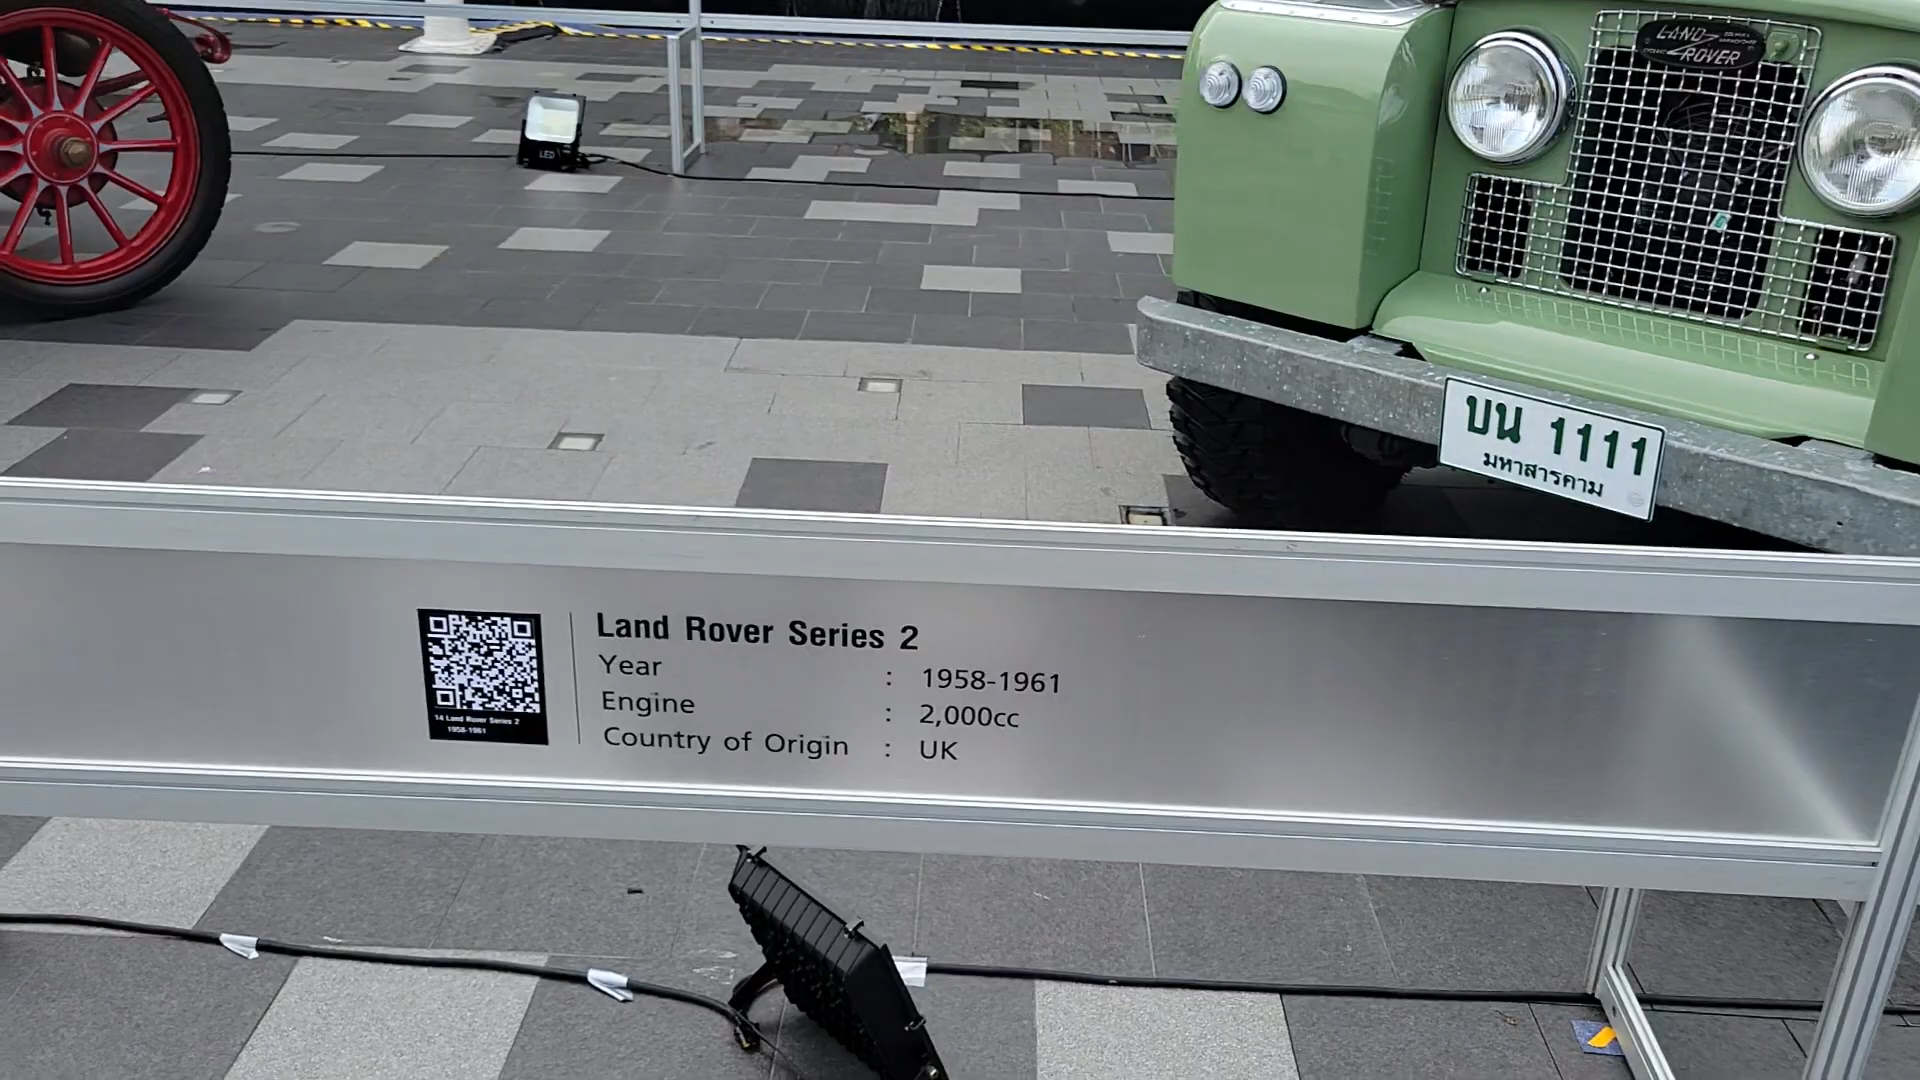 LAND
ROVER
LED
บน 1111
มหาสารคาม
Land Rover Series 2
Year : 1958-1961
Engine : 2,000cc
Country of Origin : UK
14 Land Rover Series 2
1958-1961